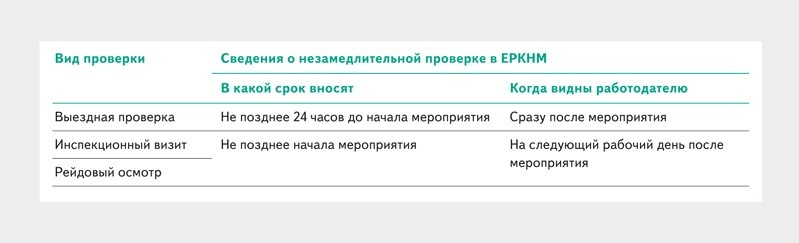 Вид проверки
Сведения о незамедлительной проверке в ЕРКНМ
В какой срок вносят
Когда видны работодателю
Выездная проверка
Не позднее 24 часов до начала мероприятия
Сразу после мероприятия
Инспекционный визит
Не позднее начала мероприятия
На следующий рабочий день после
мероприятия
Рейдовый осмотр